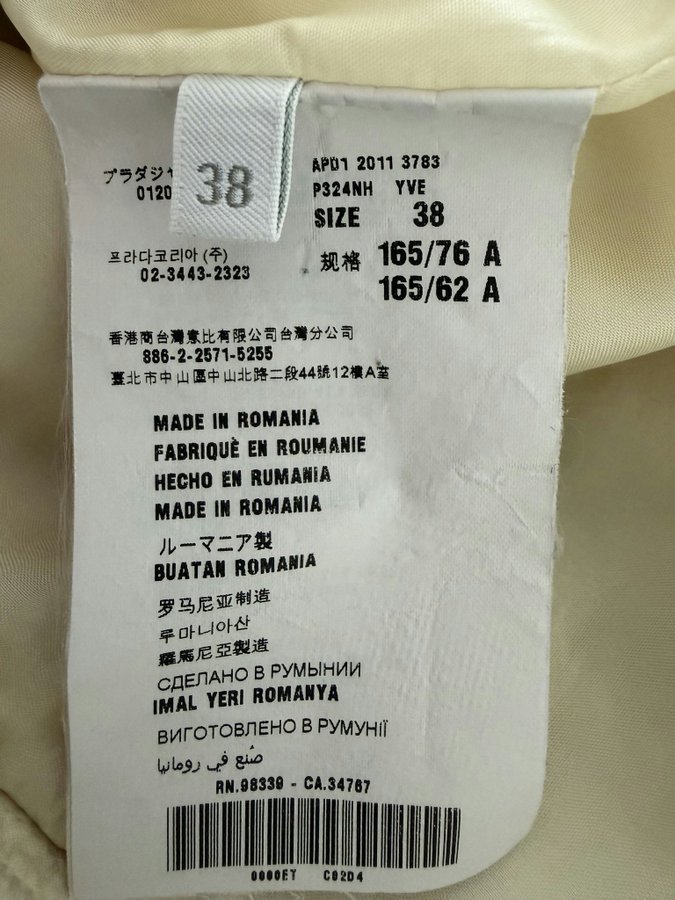 38
プラダジャ
0120
프라다코리아 (주)
02-3443-2323
APD1 2011 3783
P324NH YVE
SIZE 38
规格 165/76 A
165/62 A
香港商台灣意比有限公司台灣分公司
886-2-2571-5255
臺北市中山區中山北路二段44號12樓A室
MADE IN ROMANIA
FABRIQUÈ EN ROUMANIE
HECHO EN RUMANIA
MADE IN ROMANIA
ルーマニア製
BUATAN ROMANIA
罗马尼亚制造
루마니아산
羅馬尼亞製造
СДЕЛАНО В РУМЫНИИ
IMAL YERI ROMANYA
ВИГОТОВЛЕНО В РУМУНІЇ
صُنع في رومانيا
RN.98339 - CA.34767
0000ET C02D4